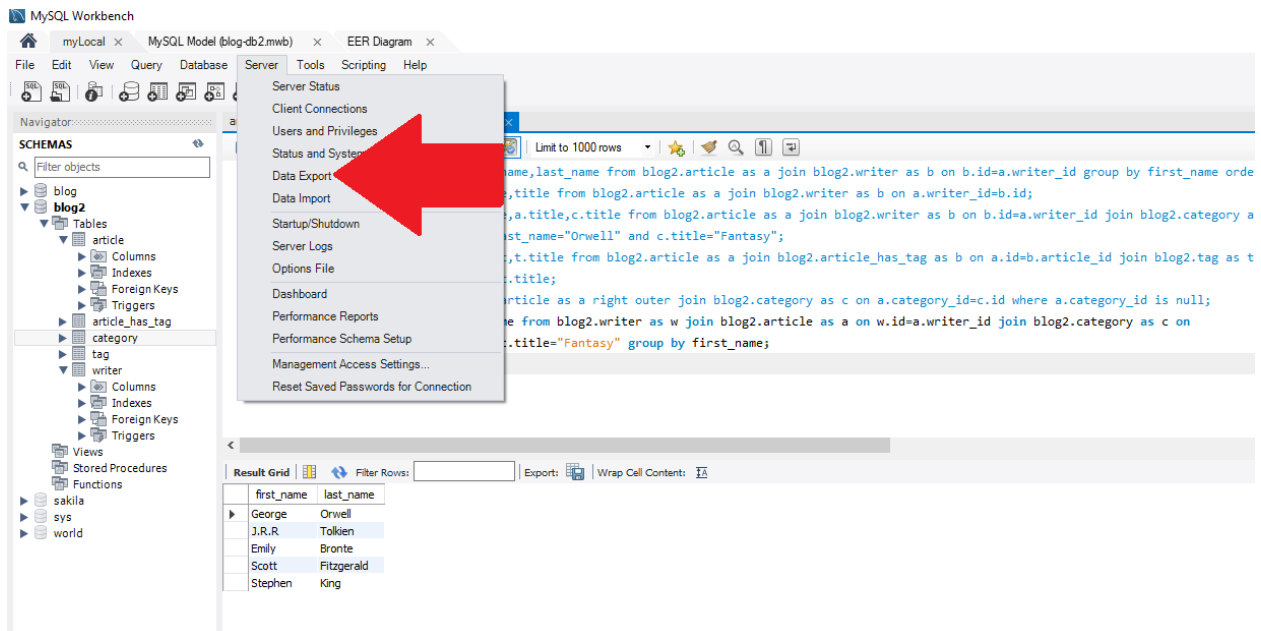 MySQL Workbench
myLocal × MySQL Model (blog-db2.mwb) × EER Diagram ×
File Edit View Query Database Server Tools Scripting Help
Server Status
Client Connections
Users and Privileges
Status and System
Data Export
Data Import
Startup/Shutdown
Server Logs
Options File
Dashboard
Performance Reports
Performance Schema Setup
Management Access Settings...
Reset Saved Passwords for Connection
Navigator
SCHEMAS
Filter objects
blog
blog2
Tables
article
Columns
Indexes
Foreign Keys
Triggers
article_has_tag
category
tag
writer
Columns
Indexes
Foreign Keys
Triggers
Views
Stored Procedures
Functions
sakila
sys
world
Limit to 1000 rows
ame,last_name from blog2.article as a join blog2.writer as b on b.id=a.writer_id group by first_name orde
,title from blog2.article as a join blog2.writer as b on a.writer_id=b.id;
,a.title,c.title from blog2.article as a join blog2.writer as b on b.id=a.writer_id join blog2.category a
st_name="Orwell" and c.title="Fantasy";
,t.title from blog2.article as a join blog2.article_has_tag as b on a.id=b.article_id join blog2.tag as t
.title;
article as a right outer join blog2.category as c on a.category_id=c.id where a.category_id is null;
me from blog2.writer as w join blog2.article as a on w.id=a.writer_id join blog2.category as c on
.title="Fantasy" group by first_name;
Result Grid Filter Rows: Export: Wrap Cell Content: IA
first_name last_name
George Orwell
J.R.R Tolkien
Emily Bronte
Scott Fitzgerald
Stephen King